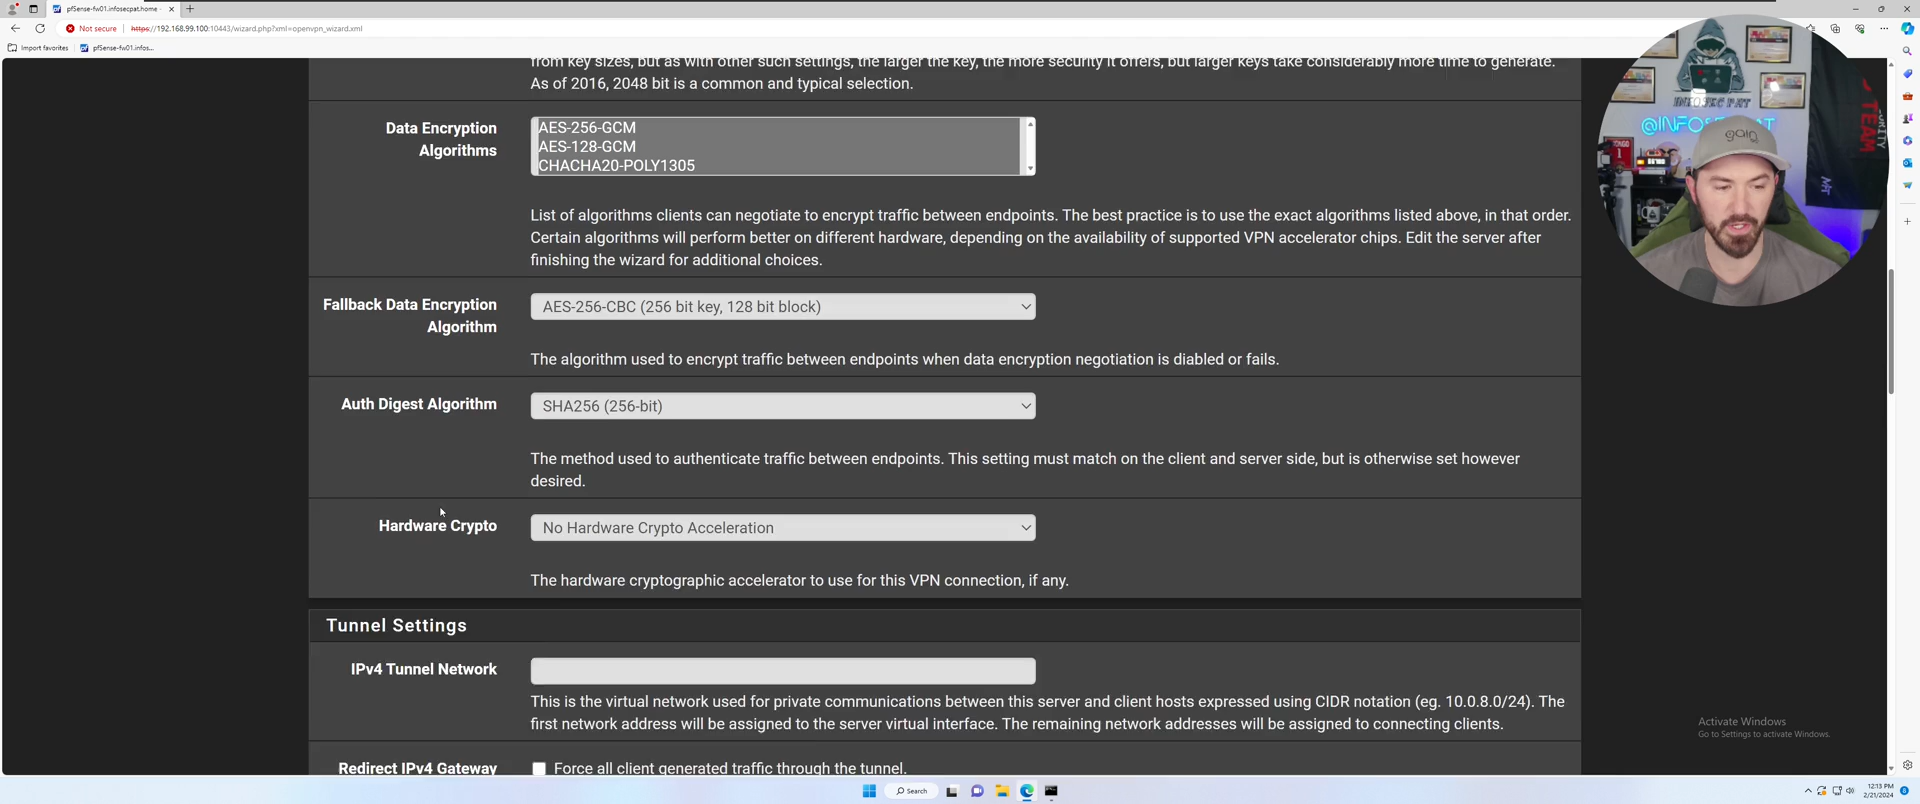 pfSense-fw01.infosecpat.home -
Not secure
https://192.168.99.100:10443/wizard.php?xml=openvpn_wizard.xml
Import favorites
pfSense-fw01.infos...
from key sizes, but as with other such settings, the larger the key, the more security it offers, but larger keys take considerably more time to generate.
As of 2016, 2048 bit is a common and typical selection.
Data Encryption
Algorithms
AES-256-GCM
AES-128-GCM
CHACHA20-POLY1305
List of algorithms clients can negotiate to encrypt traffic between endpoints. The best practice is to use the exact algorithms listed above, in that order.
Certain algorithms will perform better on different hardware, depending on the availability of supported VPN accelerator chips. Edit the server after
finishing the wizard for additional choices.
Fallback Data Encryption
Algorithm
AES-256-CBC (256 bit key, 128 bit block)
The algorithm used to encrypt traffic between endpoints when data encryption negotiation is diabled or fails.
Auth Digest Algorithm
SHA256 (256-bit)
The method used to authenticate traffic between endpoints. This setting must match on the client and server side, but is otherwise set however
desired.
Hardware Crypto
No Hardware Crypto Acceleration
The hardware cryptographic accelerator to use for this VPN connection, if any.
Tunnel Settings
IPv4 Tunnel Network
This is the virtual network used for private communications between this server and client hosts expressed using CIDR notation (eg. 10.0.8.0/24). The
first network address will be assigned to the server virtual interface. The remaining network addresses will be assigned to connecting clients.
Redirect IPv4 Gateway
Force all client generated traffic through the tunnel.
INFOSEC PAT
@INFOSECPAT
TEAM
gain
Activate Windows
Go to Settings to activate Windows.
Search
12:13 PM
2/21/2024